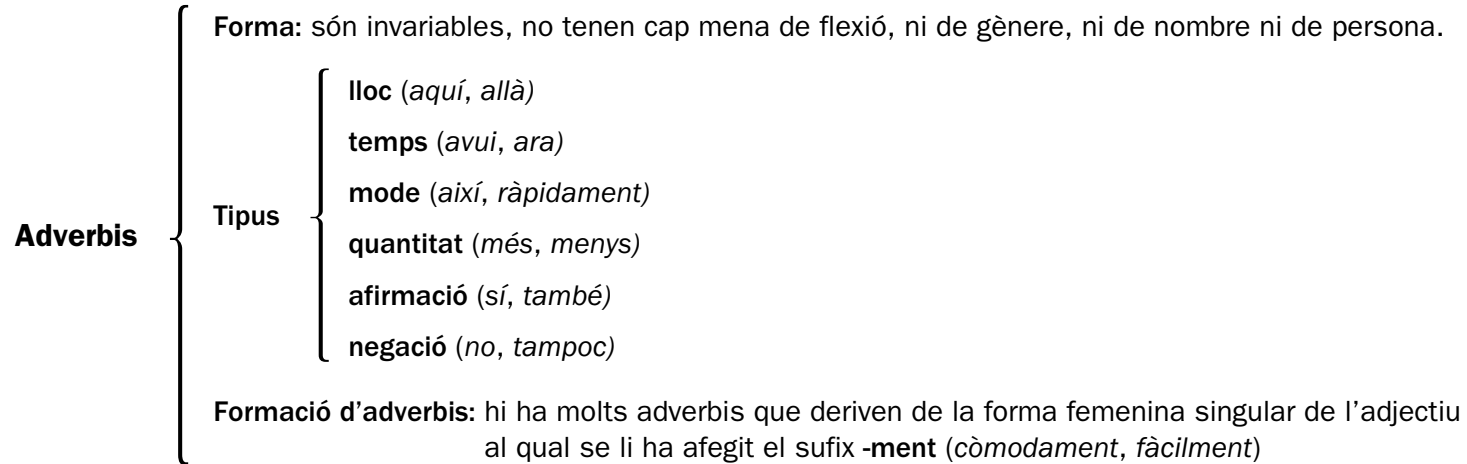 Forma: són invariables, no tenen cap mena de flexió, ni de gènere, ni de nombre ni de persona.
lloc (aquí, allà)
temps (avui, ara)
mode (així, ràpidament)
Tipus
quantitat (més, menys)
Adverbis
afirmació (sí, també)
negació (no, tampoc)
Formació d’adverbis: hi ha molts adverbis que deriven de la forma femenina singular de l’adjectiu
al qual se li ha afegit el sufix -ment (còmodament, fàcilment)